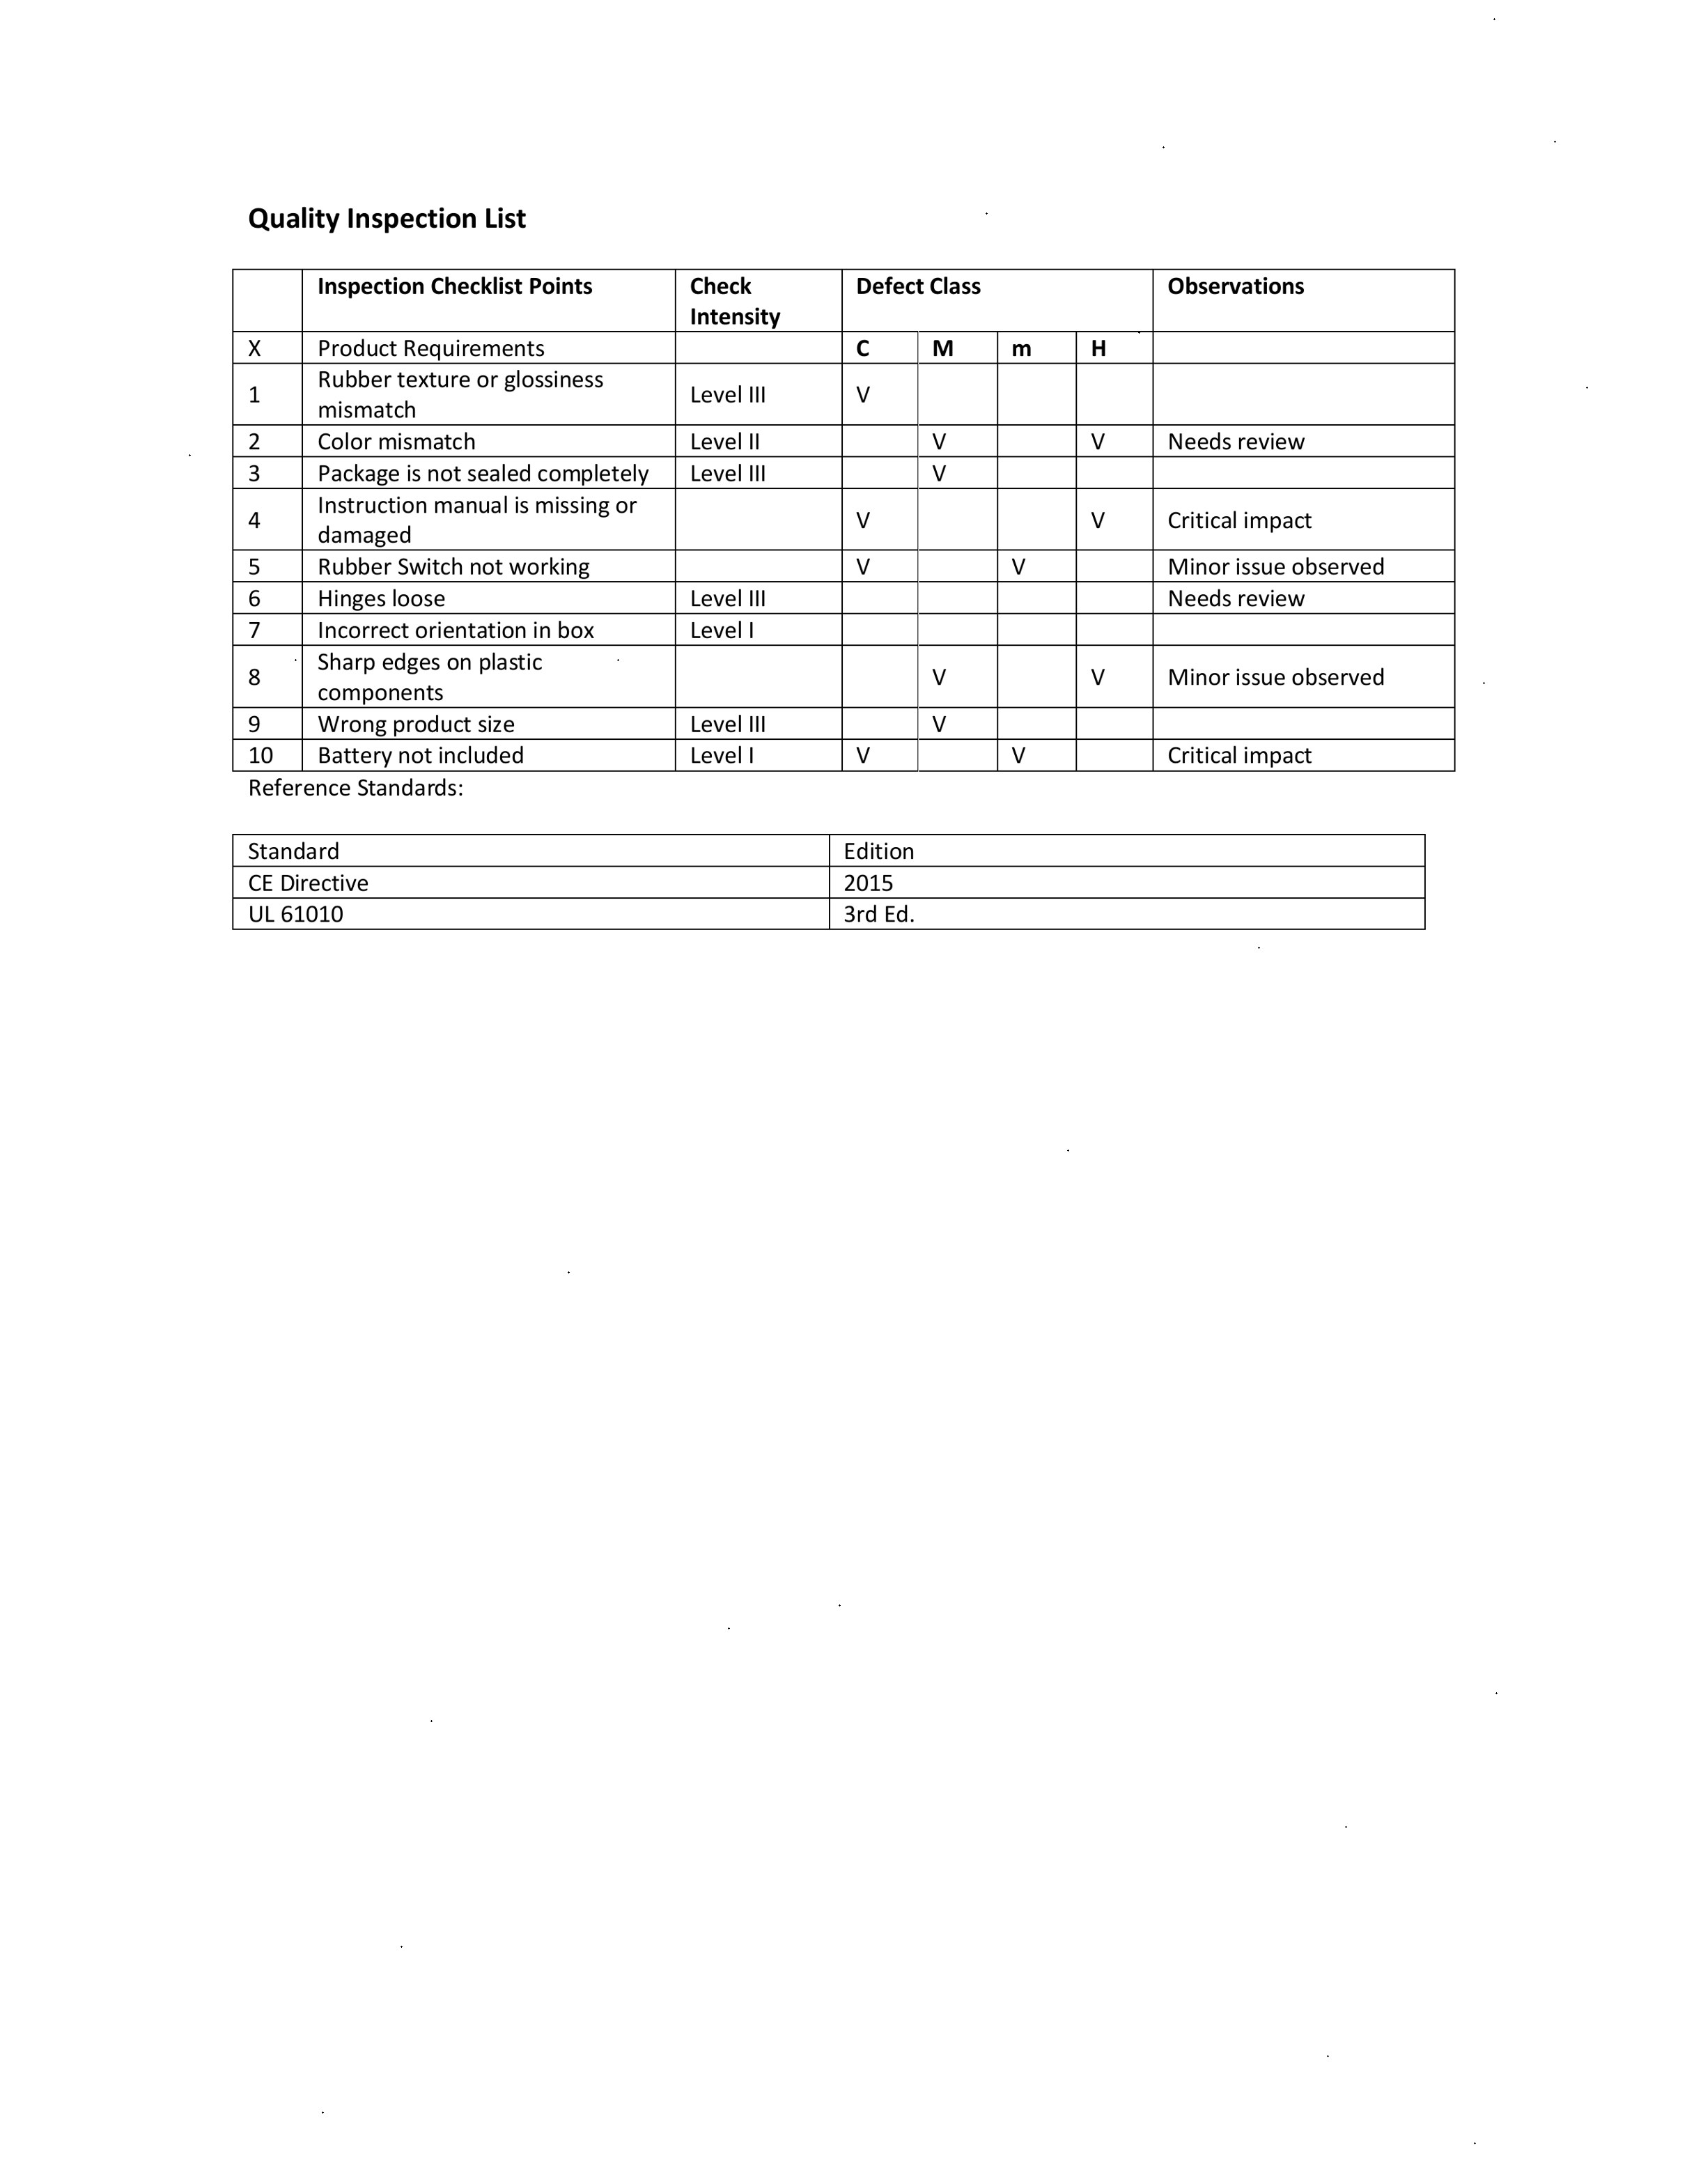 Quality Inspection List
Inspection Checklist Points Check Intensity Defect Class Observations
X Product Requirements C M m H
1 Rubber texture or glossiness mismatch Level III V
2 Color mismatch Level II V V Needs review
3 Package is not sealed completely Level III V
4 Instruction manual is missing or damaged V V Critical impact
5 Rubber Switch not working V V Minor issue observed
6 Hinges loose Level III Needs review
7 Incorrect orientation in box Level I
8 Sharp edges on plastic components V V Minor issue observed
9 Wrong product size Level III V
10 Battery not included Level I V V Critical impact
Reference Standards:
Standard Edition
CE Directive 2015
UL 61010 3rd Ed.